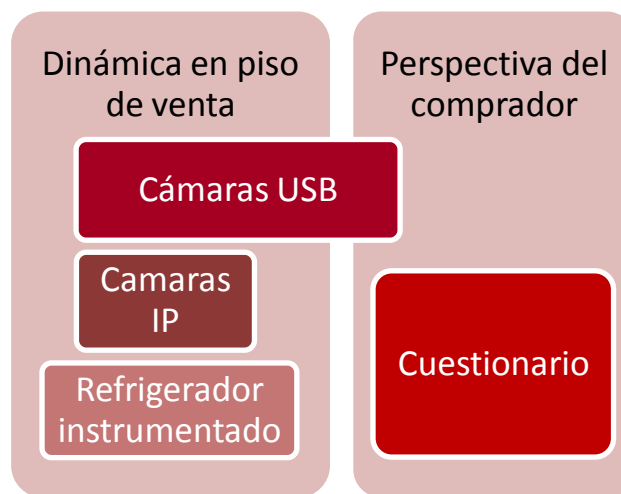 Dinámica en piso
de venta
Perspectiva del
comprador
Cámaras USB
Camaras
IP
Refrigerador
instrumentado
Cuestionario